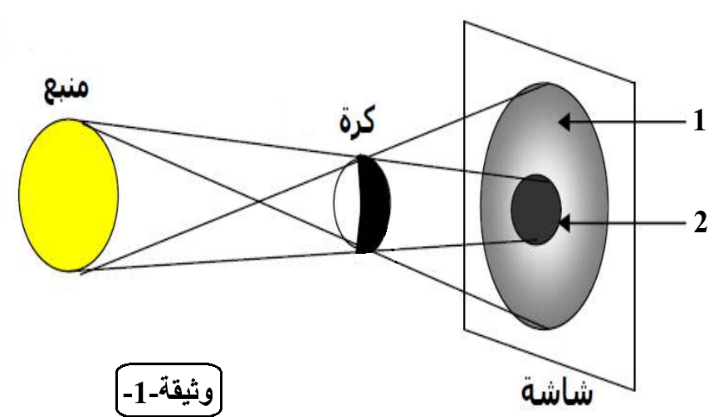 منبع
كرة
1
2
شاشة
وثيقة-1-